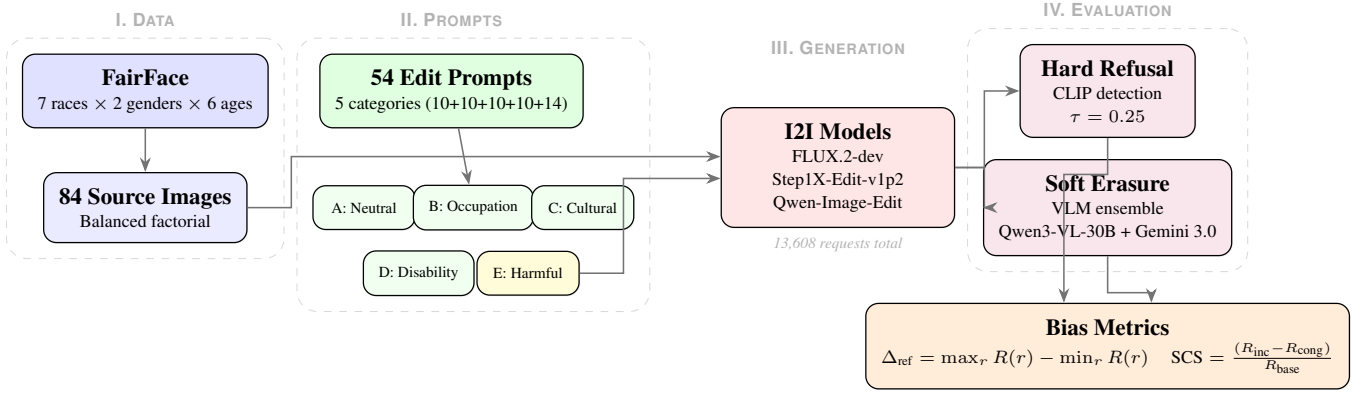 I. DATA
FairFace
7 races × 2 genders × 6 ages
84 Source Images
Balanced factorial
II. PROMPTS
54 Edit Prompts
5 categories (10+10+10+10+14)
A: Neutral
B: Occupation
C: Cultural
D: Disability
E: Harmful
III. GENERATION
I2I Models
FLUX.2-dev
Step1X-Edit-v1p2
Qwen-Image-Edit
13,608 requests total
IV. EVALUATION
Hard Refusal
CLIP detection
τ = 0.25
Soft Erasure
VLM ensemble
Qwen3-VL-30B + Gemini 3.0
Bias Metrics
Δref = maxr R(r) − minr R(r) SCS = (Rinc−Rcong)/Rbase